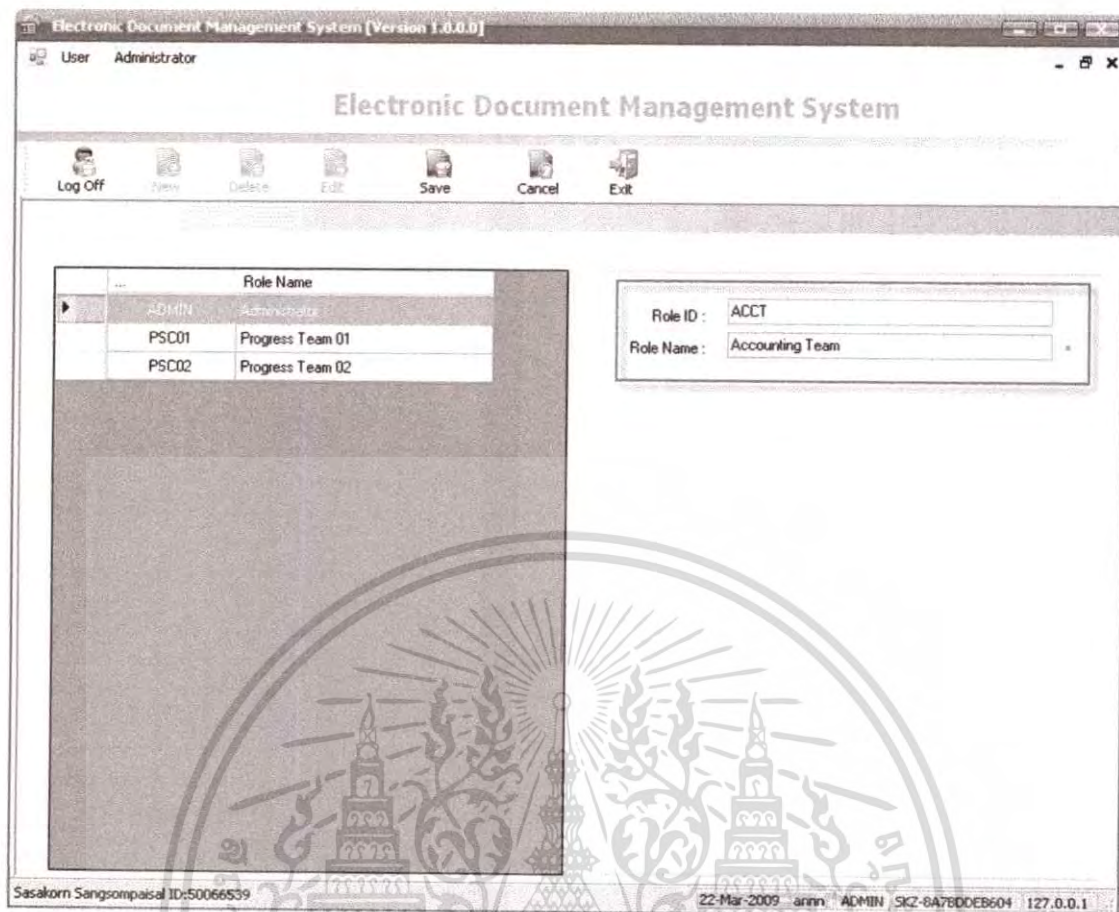 Electronic Document Management System [Version 1.0.0.0]
User Administrator
Electronic Document Management System
Log Off New Delete Edit Save Cancel Exit
... Role Name
ADMIN Administrator
PSC01 Progress Team 01
PSC02 Progress Team 02
Role ID : ACCT
Role Name : Accounting Team *
Sasakorn Sangsompaisal ID:50066539
22-Mar-2009 annn ADMIN SKZ-8A7BDDEB604 127.0.0.1